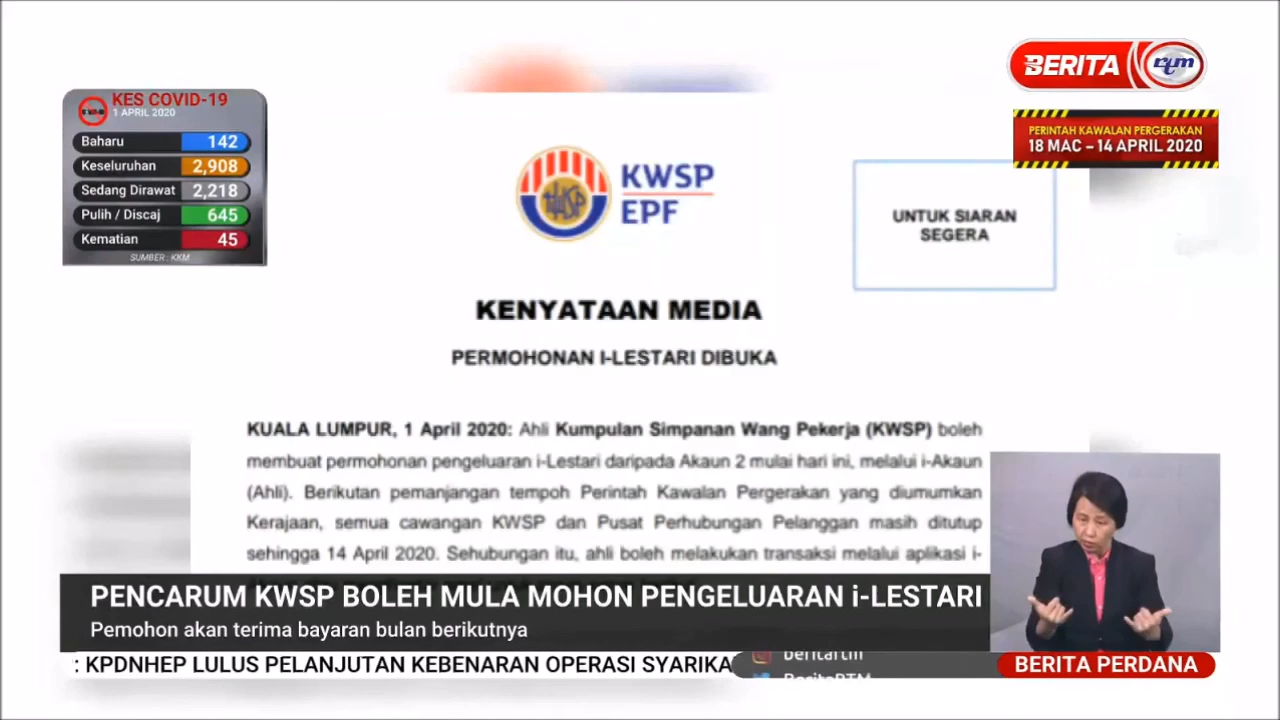 BERITA rtm
PERINTAH KAWALAN PERGERAKAN
18 MAC – 14 APRIL 2020
KES COVID-19
1 APRIL 2020
Baharu 142
Keseluruhan 2,908
Sedang Dirawat 2,218
Pulih / Discaj 645
Kematian 45
SUMBER : KKM
KWSP
KWSP
EPF
UNTUK SIARAN
SEGERA
KENYATAAN MEDIA
PERMOHONAN I-LESTARI DIBUKA
KUALA LUMPUR, 1 April 2020: Ahli Kumpulan Simpanan Wang Pekerja (KWSP) boleh
membuat permohonan pengeluaran i-Lestari daripada Akaun 2 mulai hari ini, melalui i-Akaun
(Ahli). Berikutan pemanjangan tempoh Perintah Kawalan Pergerakan yang diumumkan
Kerajaan, semua cawangan KWSP dan Pusat Perhubungan Pelanggan masih ditutup
sehingga 14 April 2020. Sehubungan itu, ahli boleh melakukan transaksi melalui aplikasi i-
PENCARUM KWSP BOLEH MULA MOHON PENGELUARAN i-LESTARI
Pemohon akan terima bayaran bulan berikutnya
: KPDNHEP LULUS PELANJUTAN KEBENARAN OPERASI SYARIKA
BERITA PERDANA